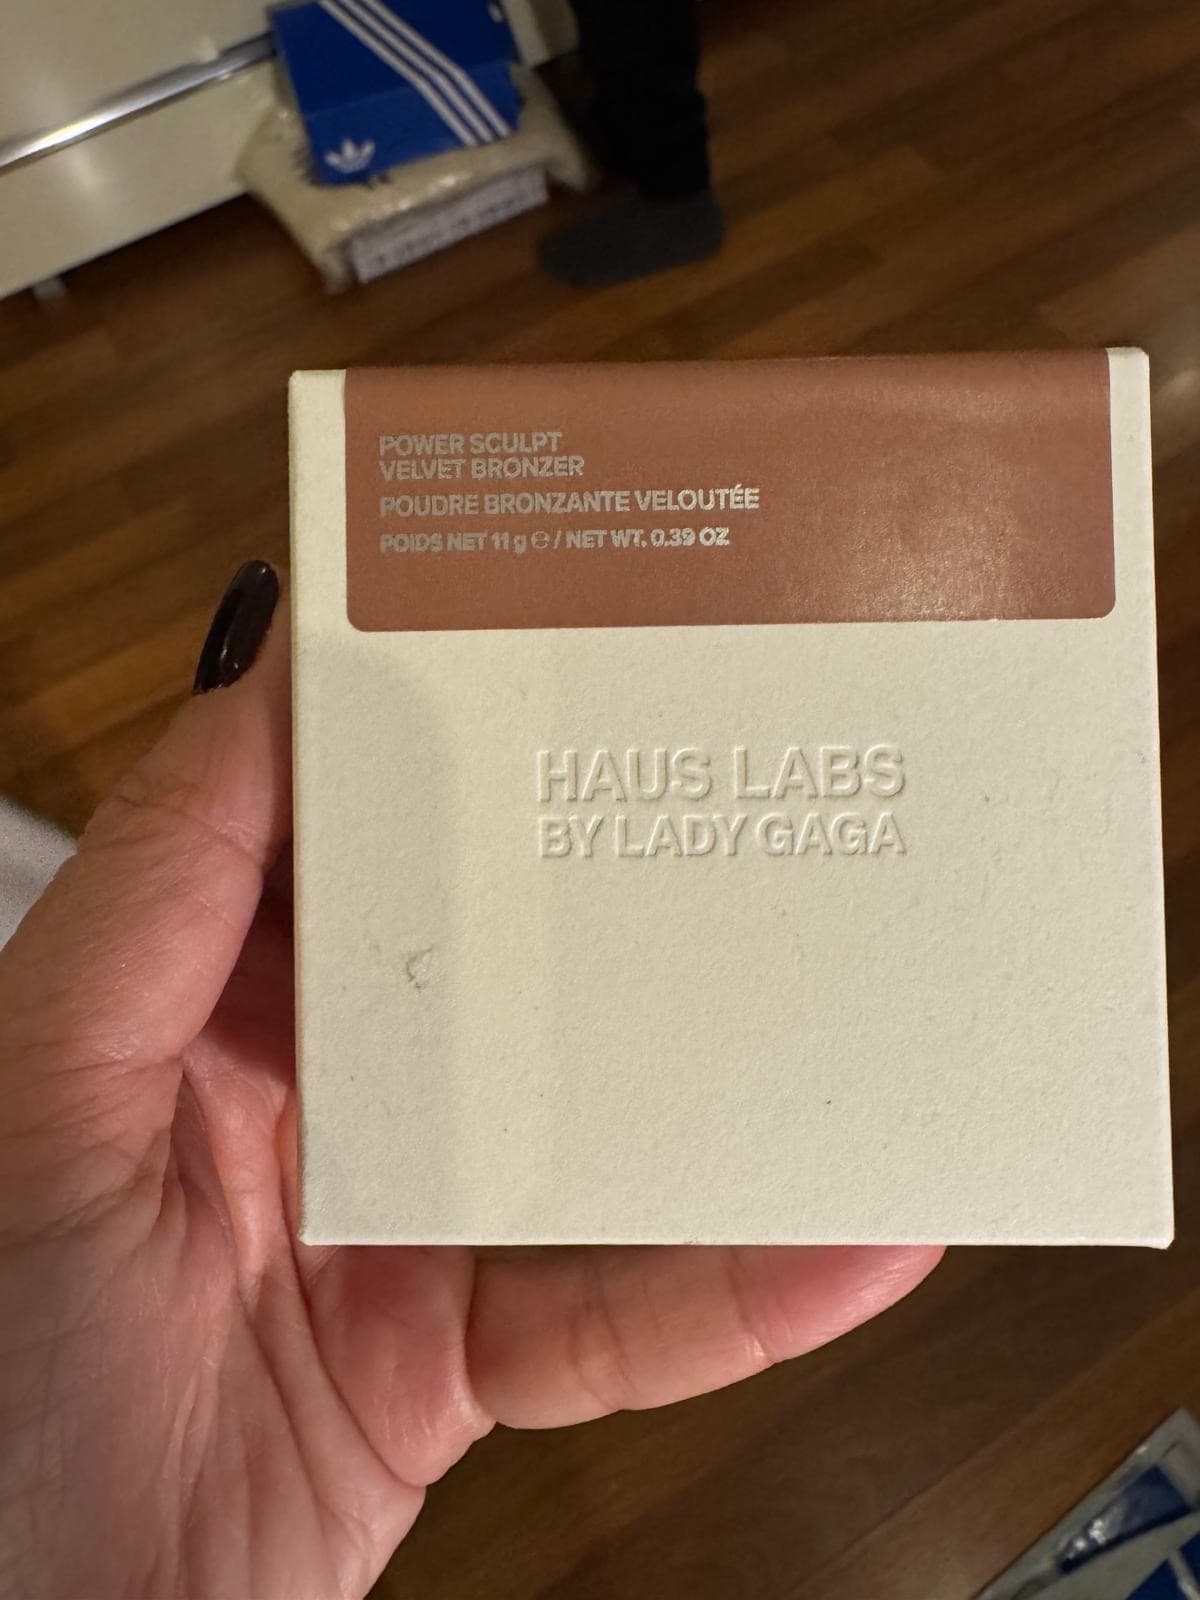 POWER SCULPT
VELVET BRONZER
POUDRE BRONZANTE VELOUTÉE
POIDS NET 11 g ℮ / NET WT. 0.39 OZ
HAUS LABS
BY LADY GAGA